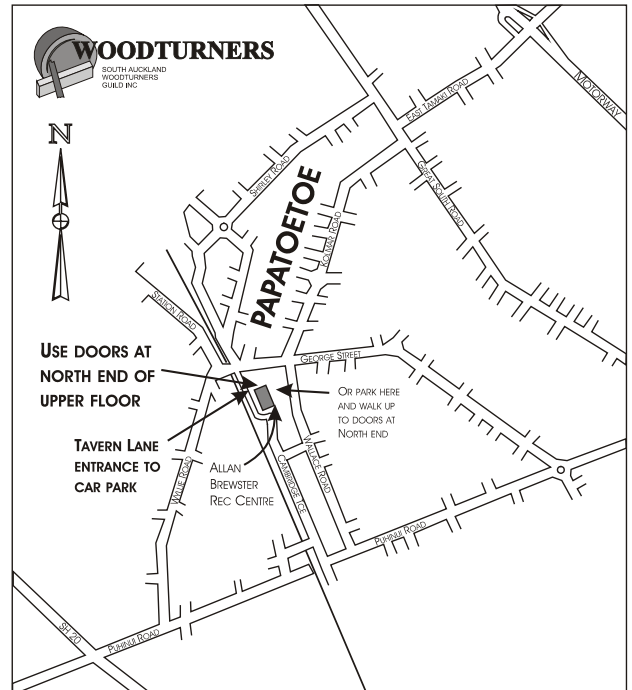 WOODTURNERS
SOUTH AUCKLAND
WOODTURNERS
GUILD INC
N
MOTORWAY
EAST TAMAKI ROAD
SHIRLEY ROAD
GREAT SOUTH ROAD
PAPATOETOE
KOLMAR ROAD
STATION ROAD
USE DOORS AT
NORTH END OF
UPPER FLOOR
GEORGE STREET
OR PARK HERE
AND WALK UP
TO DOORS AT
NORTH END
TAVERN LANE
ENTRANCE TO
CAR PARK
ALLAN
BREWSTER
REC CENTRE
WYLIE ROAD
CAMBRIDGE TCE
WALLACE ROAD
PUHINUI ROAD
SH 20
PUHINUI ROAD